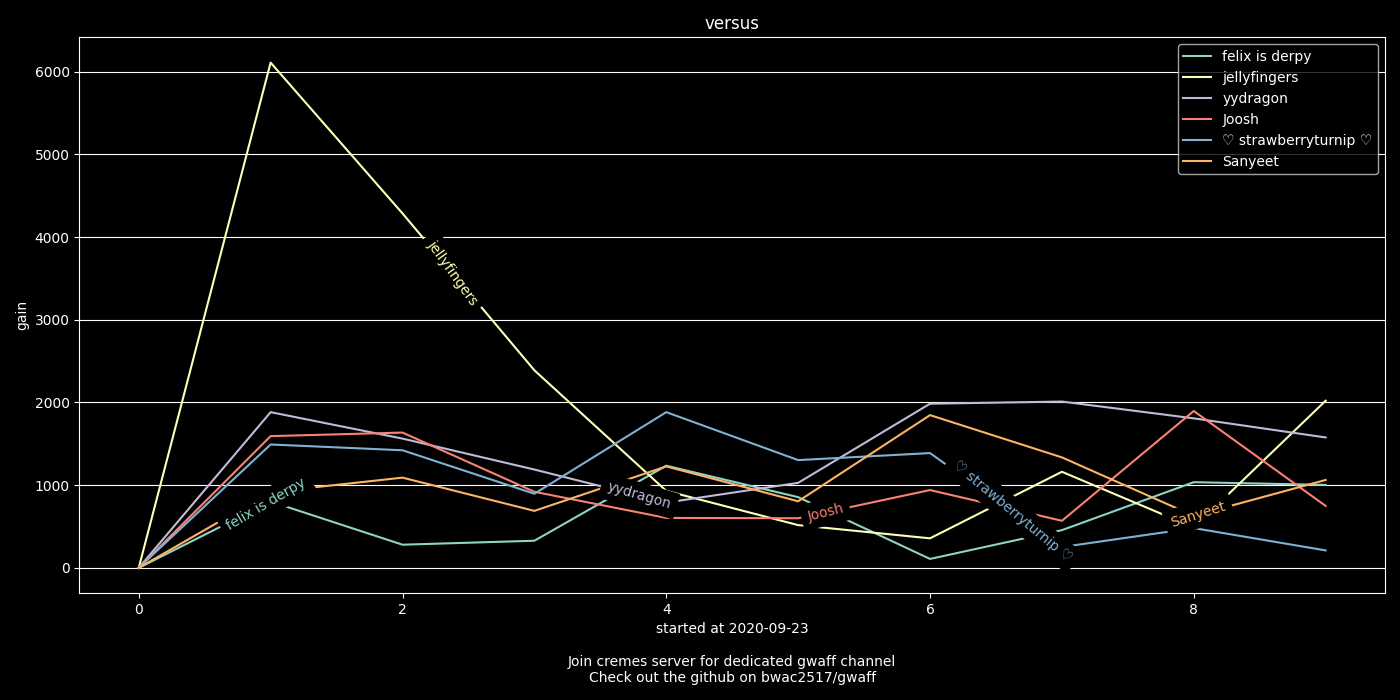 versus
6000
5000
4000
3000
2000
1000
0
gain
felix is derpy
jellyfingers
yydragon
Joosh
♡ strawberryturnip ♡
Sanyeet
jellyfingers
felix is derpy
yydragon
Joosh
♡ strawberryturnip ♡
Sanyeet
0 2 4 6 8
started at 2020-09-23
Join cremes server for dedicated gwaff channel
Check out the github on bwac2517/gwaff